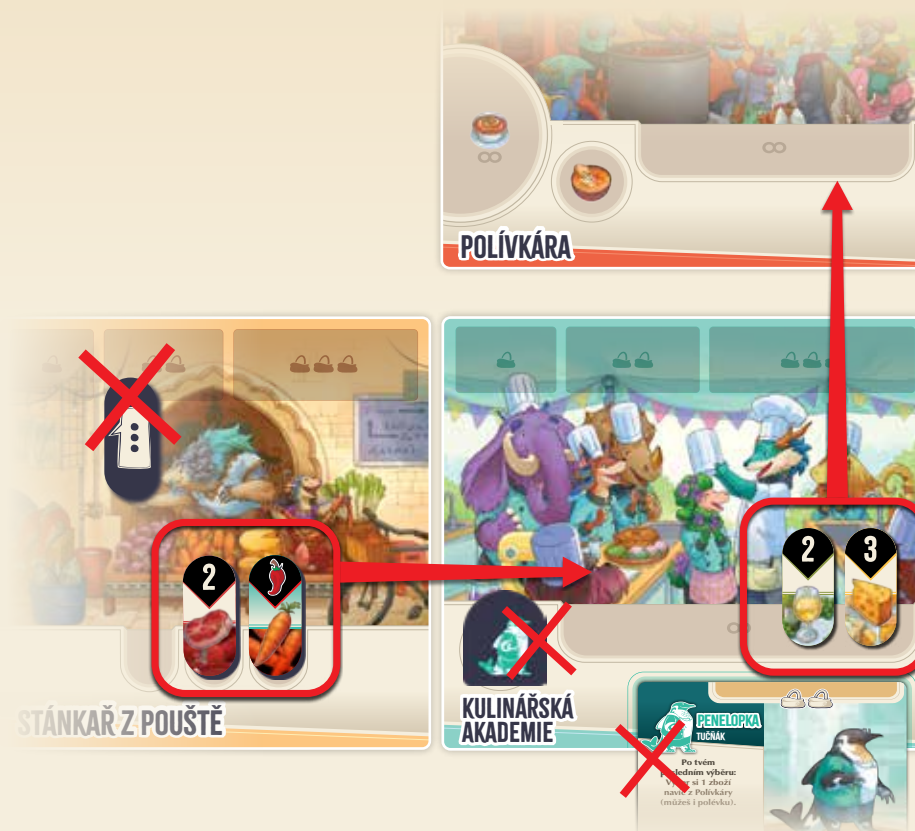 ∞
∞
POLÍVKÁRA
2
2
3
∞
STÁNKAŘ Z POUŠTĚ
KULINÁŘSKÁ
AKADEMIE
PENELOPKA
TUČŇÁK
Po tvém
posledním výběru:
Vyber si 1 zboží
navíc z Polívkáry
(můžeš i polévku).